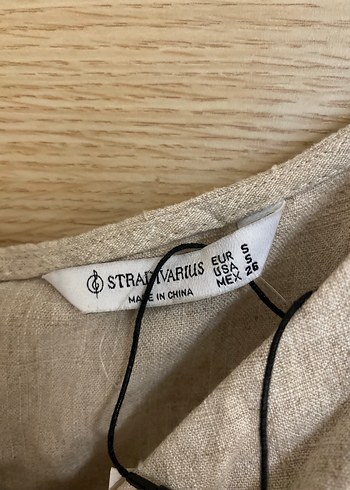 STRADIVARIUS
MADE IN CHINA
EUR S
USA S
MEX 26